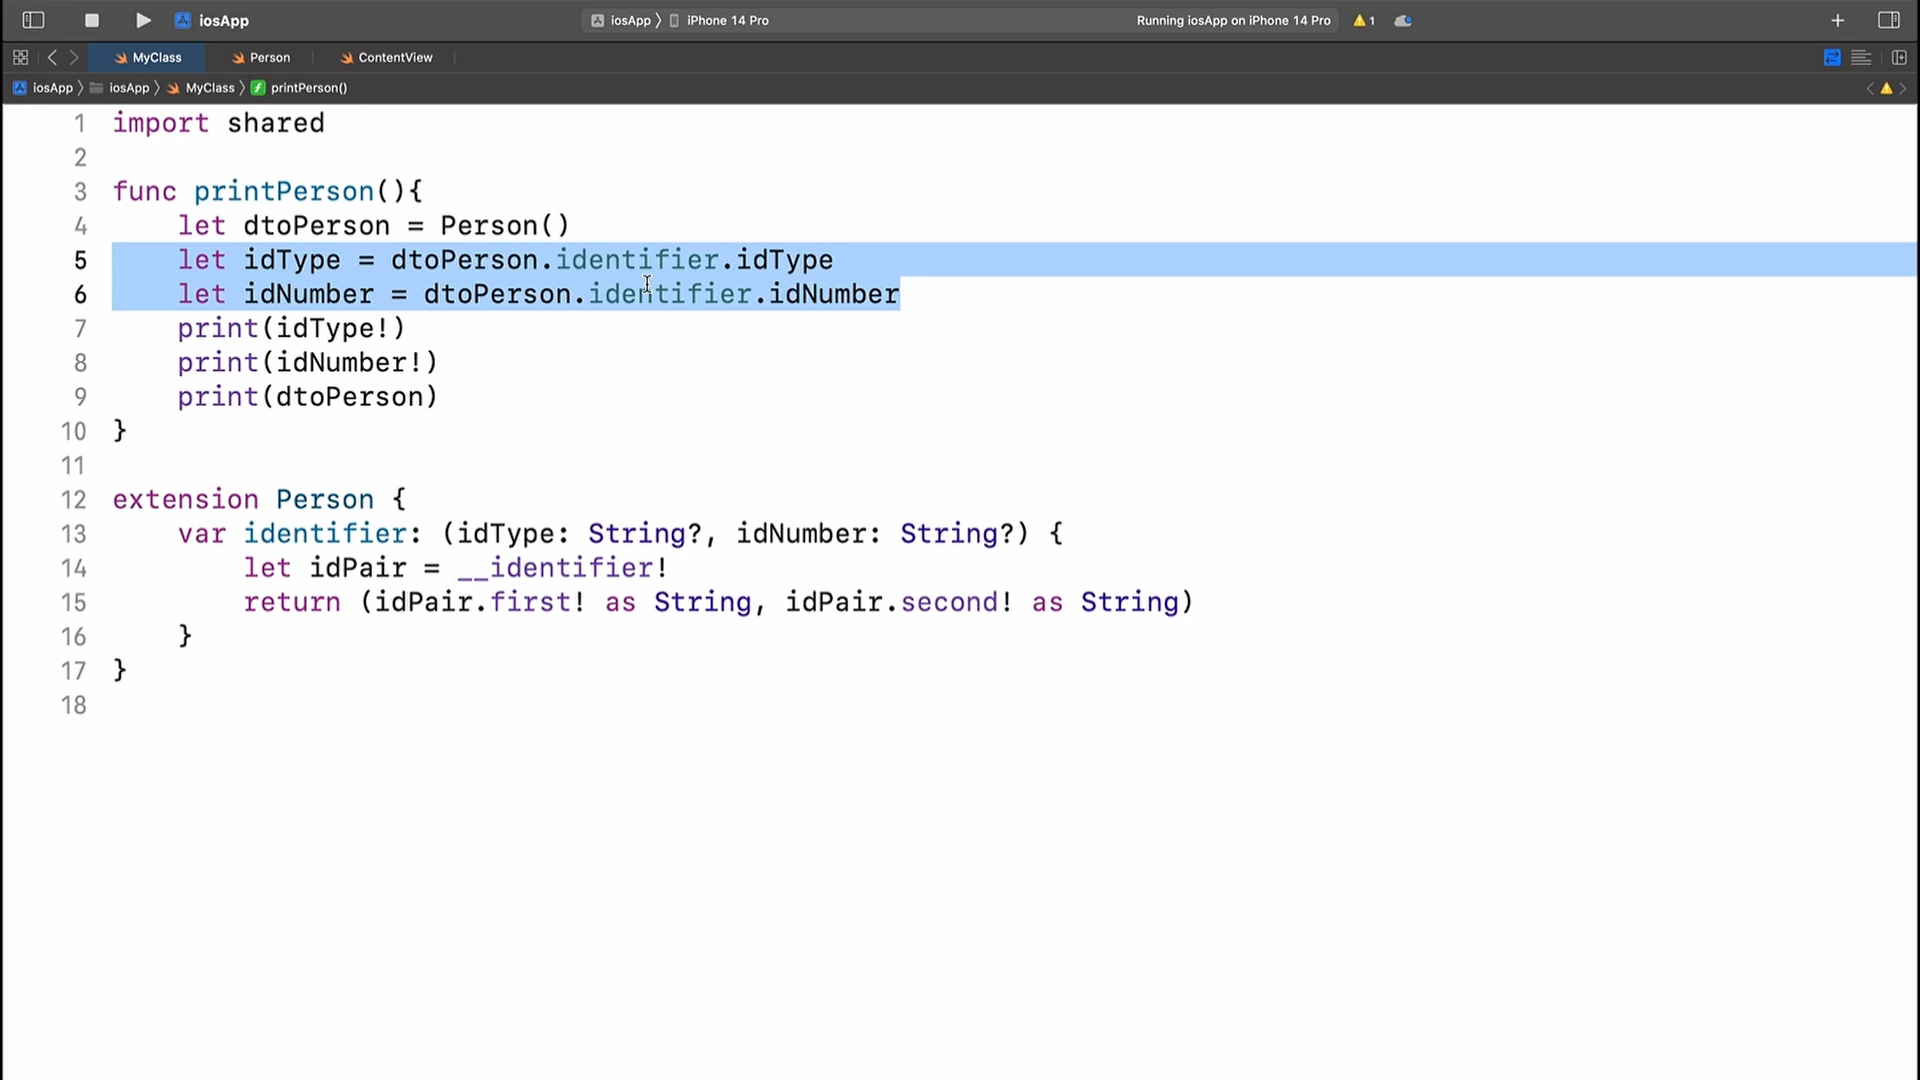 iosApp
iosApp 〉 iPhone 14 Pro
Running iosApp on iPhone 14 Pro
1
MyClass
Person
ContentView
iosApp 〉 iosApp 〉 MyClass 〉 f printPerson()
1 import shared
2
3 func printPerson(){
4     let dtoPerson = Person()
5     let idType = dtoPerson.identifier.idType
6     let idNumber = dtoPerson.identifier.idNumber
7     print(idType!)
8     print(idNumber!)
9     print(dtoPerson)
10 }
11
12 extension Person {
13     var identifier: (idType: String?, idNumber: String?) {
14         let idPair = __identifier!
15         return (idPair.first! as String, idPair.second! as String)
16     }
17 }
18